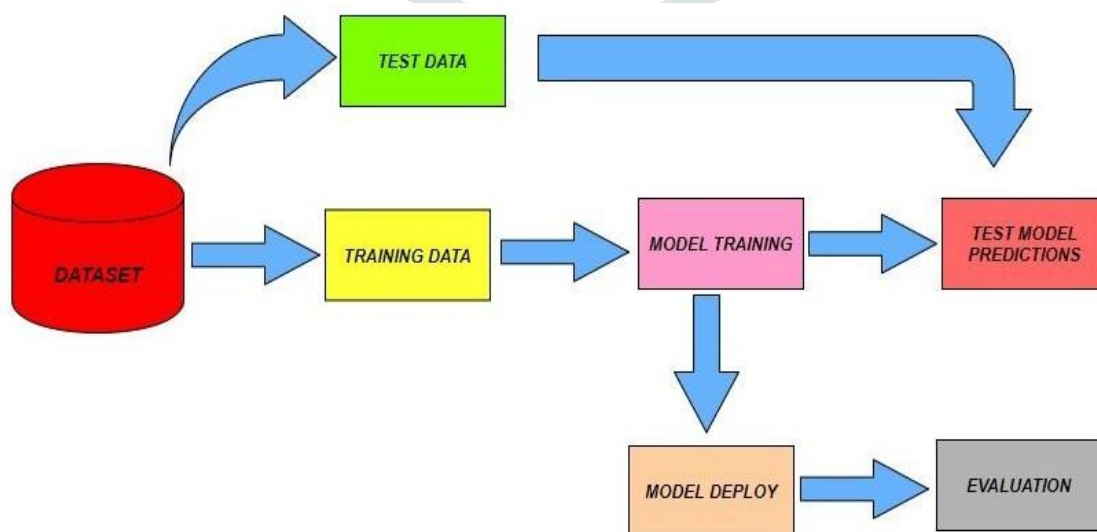 TEST DATA
DATASET
TRAINING DATA
MODEL TRAINING
TEST MODEL
PREDICTIONS
MODEL DEPLOY
EVALUATION